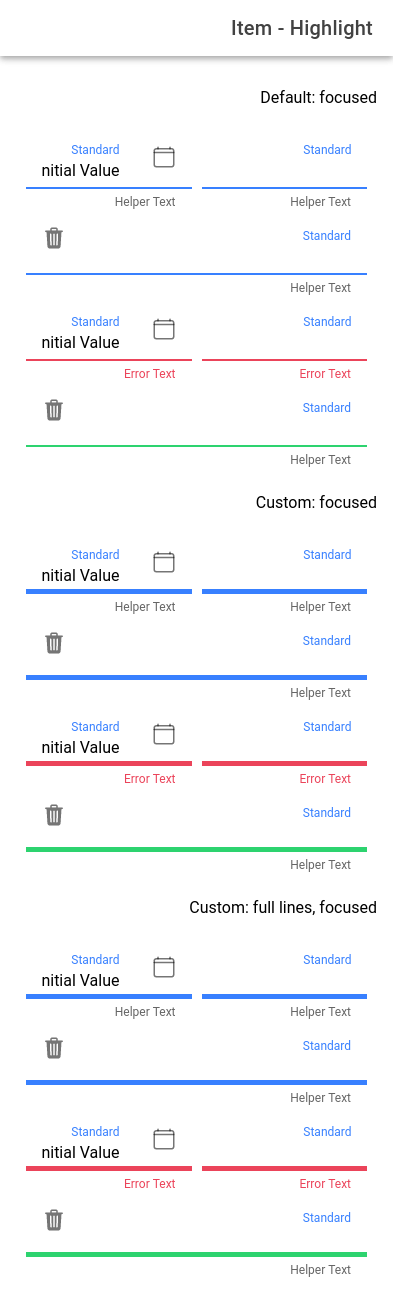 Item - Highlight
Default: focused
Standard
Standard
nitial Value
Helper Text
Helper Text
Standard
Helper Text
Standard
Standard
nitial Value
Error Text
Error Text
Standard
Helper Text
Custom: focused
Standard
Standard
nitial Value
Helper Text
Helper Text
Standard
Helper Text
Standard
Standard
nitial Value
Error Text
Error Text
Standard
Helper Text
Custom: full lines, focused
Standard
Standard
nitial Value
Helper Text
Helper Text
Standard
Helper Text
Standard
Standard
nitial Value
Error Text
Error Text
Standard
Helper Text